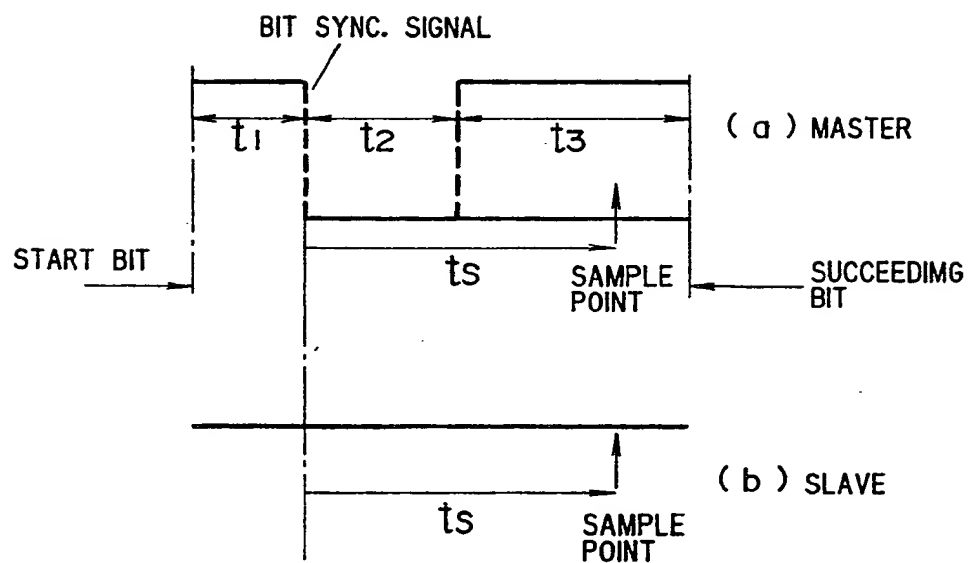 BIT SYNC. SIGNAL
t1
t2
t3
(a) MASTER
START BIT
ts
SAMPLE
POINT
SUCCEEDIMG
BIT
(b) SLAVE
ts
SAMPLE
POINT